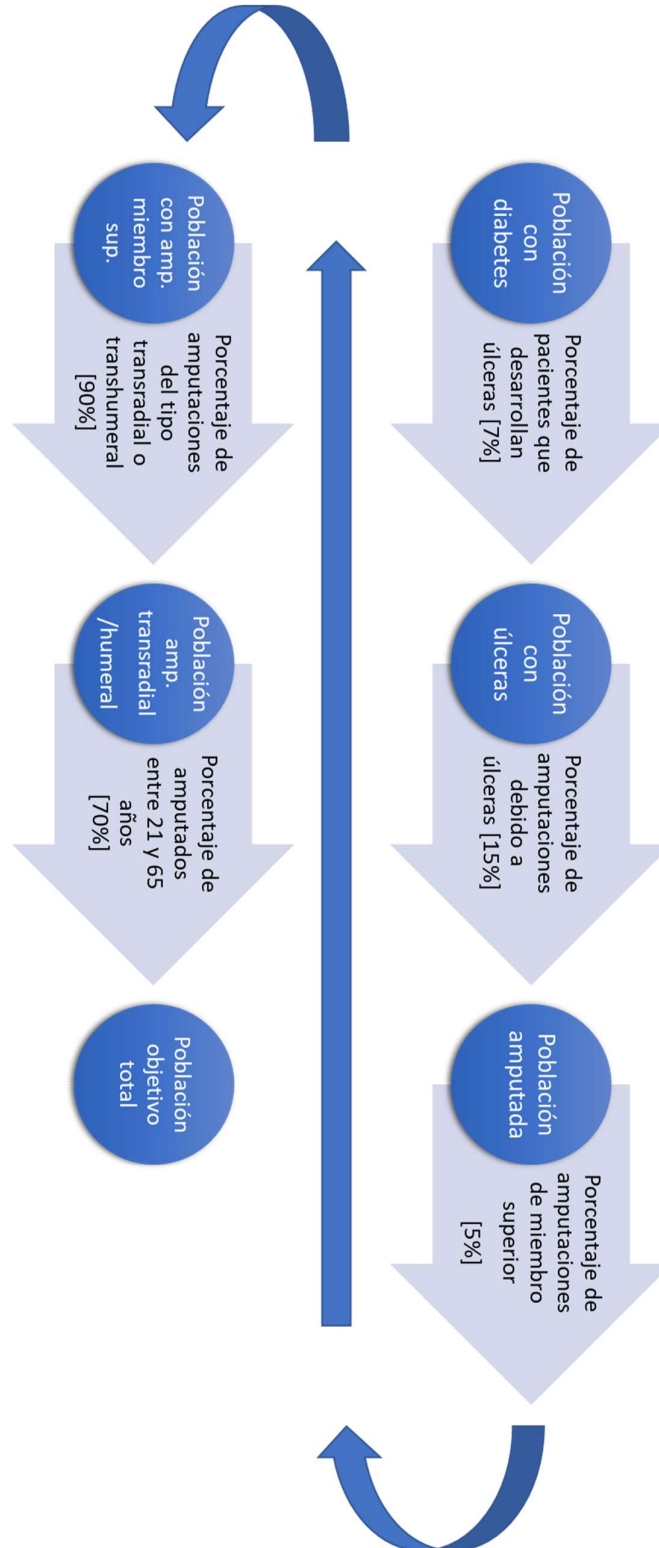 Población
con
diabetes
Porcentaje de
pacientes que
desarrollan
úlceras [7%]
Población
con
úlceras
Porcentaje de
amputaciones
debido a
úlceras [15%]
Población
amputada
Porcentaje de
amputaciones
de miembro
superior
[5%]
Población
con amp.
miembro
sup.
Porcentaje de
amputaciones
del tipo
transradial o
transhumeral
[90%]
Población
amp.
transradial
/humeral
Porcentaje de
amputados
entre 21 y 65
años
[70%]
Población
objetivo
total